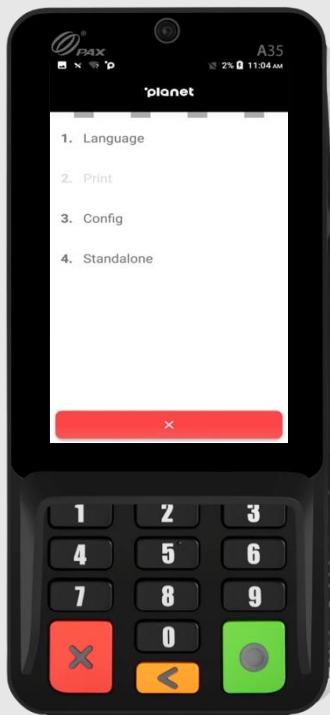 PAX
A35
2% 11:04 AM
planet
1. Language
2. Print
3. Config
4. Standalone
×
1 2 3
4 5 6
7 8 9
× 0
<